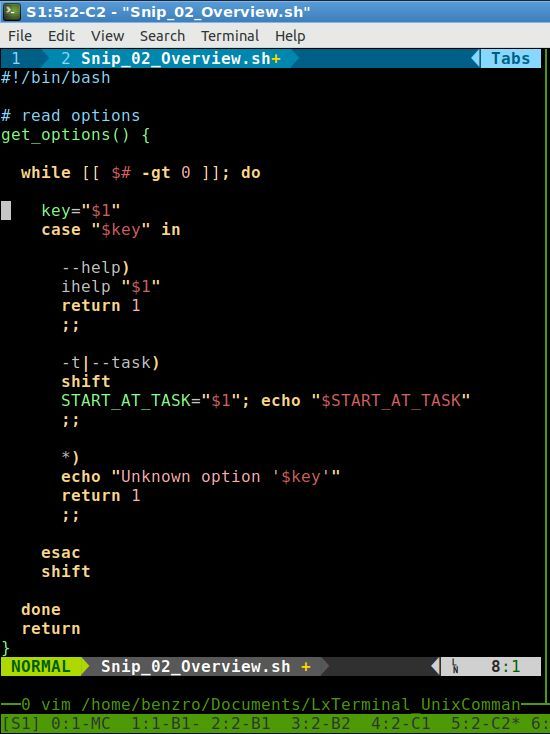 S1:5:2-C2 - "Snip_02_Overview.sh"
File Edit View Search Terminal Help
1 2 Snip_02_Overview.sh+ Tabs
#!/bin/bash
# read options
get_options() {
while [[ $# -gt 0 ]]; do
key="$1"
case "$key" in
--help)
ihelp "$1"
return 1
;;
-t|--task)
shift
START_AT_TASK="$1"; echo "$START_AT_TASK"
;;
*)
echo "Unknown option '$key'"
return 1
;;
esac
shift
done
return
}
NORMAL Snip_02_Overview.sh + 8:1
0 vim /home/benzro/Documents/LxTerminal_UnixComman
[S1] 0:1-MC 1:1-B1- 2:2-B1 3:2-B2 4:2-C1 5:2-C2* 6: